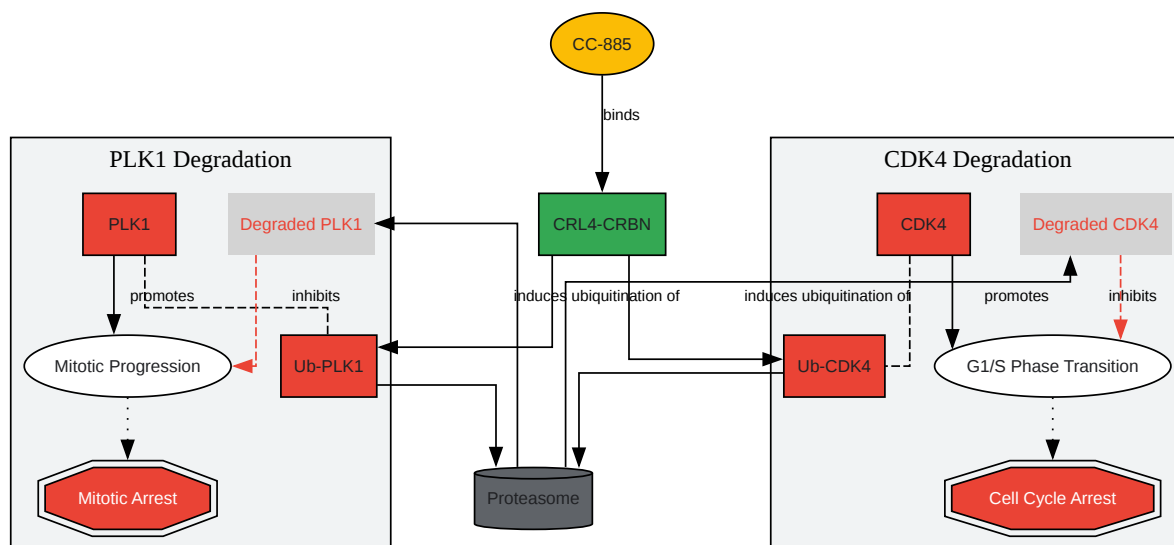 CC-885
binds
PLK1 Degradation
CDK4 Degradation
PLK1
Degraded PLK1
CRL4-CRBN
CDK4
Degraded CDK4
promotes
inhibits
induces ubiquitination of
induces ubiquitination of
promotes
inhibits
Mitotic Progression
Ub-PLK1
Ub-CDK4
G1/S Phase Transition
Mitotic Arrest
Proteasome
Cell Cycle Arrest